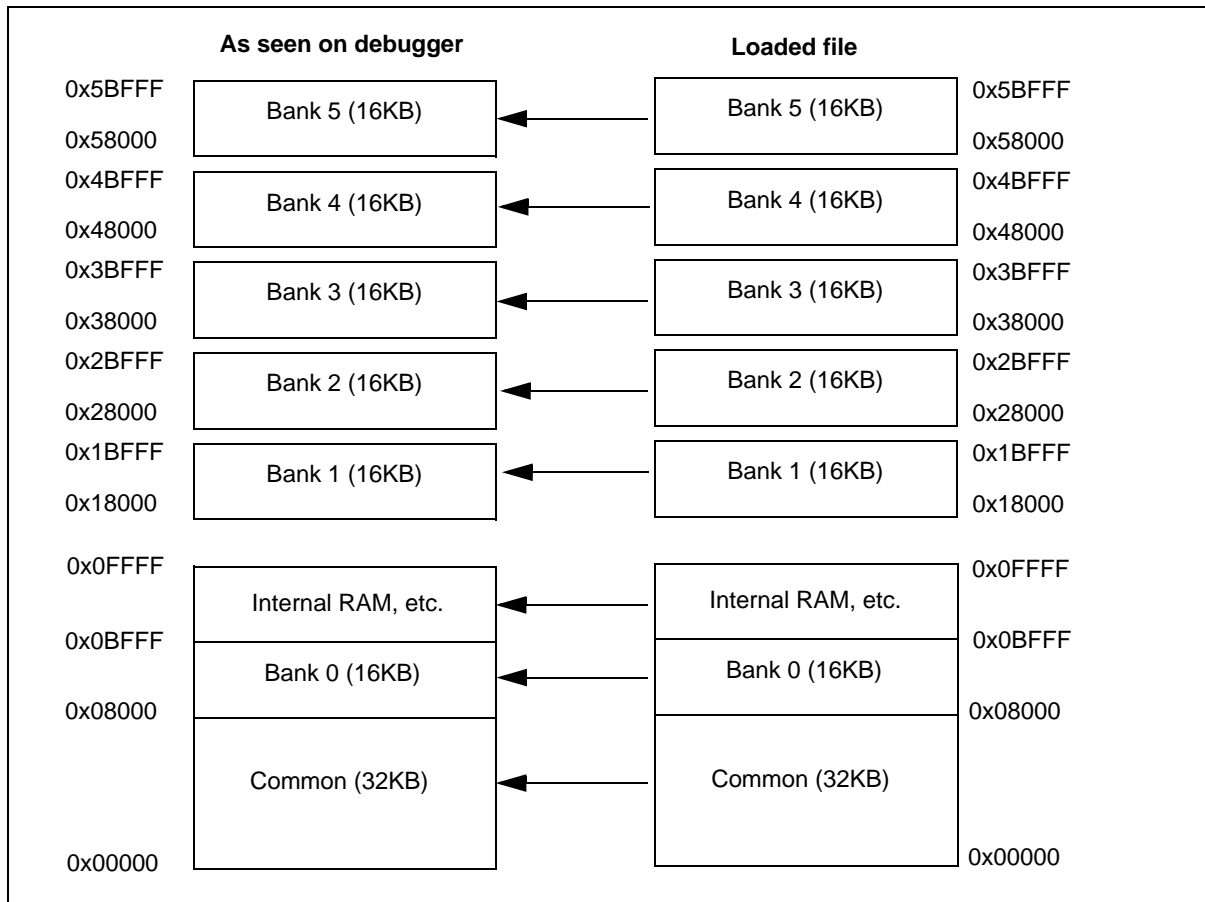 As seen on debugger
Loaded file
0x5BFFF
Bank 5 (16KB)
Bank 5 (16KB)
0x5BFFF
0x58000
0x58000
0x4BFFF
Bank 4 (16KB)
Bank 4 (16KB)
0x4BFFF
0x48000
0x48000
0x3BFFF
Bank 3 (16KB)
Bank 3 (16KB)
0x3BFFF
0x38000
0x38000
0x2BFFF
Bank 2 (16KB)
Bank 2 (16KB)
0x2BFFF
0x28000
0x28000
0x1BFFF
Bank 1 (16KB)
Bank 1 (16KB)
0x1BFFF
0x18000
0x18000
0x0FFFF
0x0FFFF
Internal RAM, etc.
Internal RAM, etc.
0x0BFFF
0x0BFFF
Bank 0 (16KB)
Bank 0 (16KB)
0x08000
0x08000
Common (32KB)
Common (32KB)
0x00000
0x00000